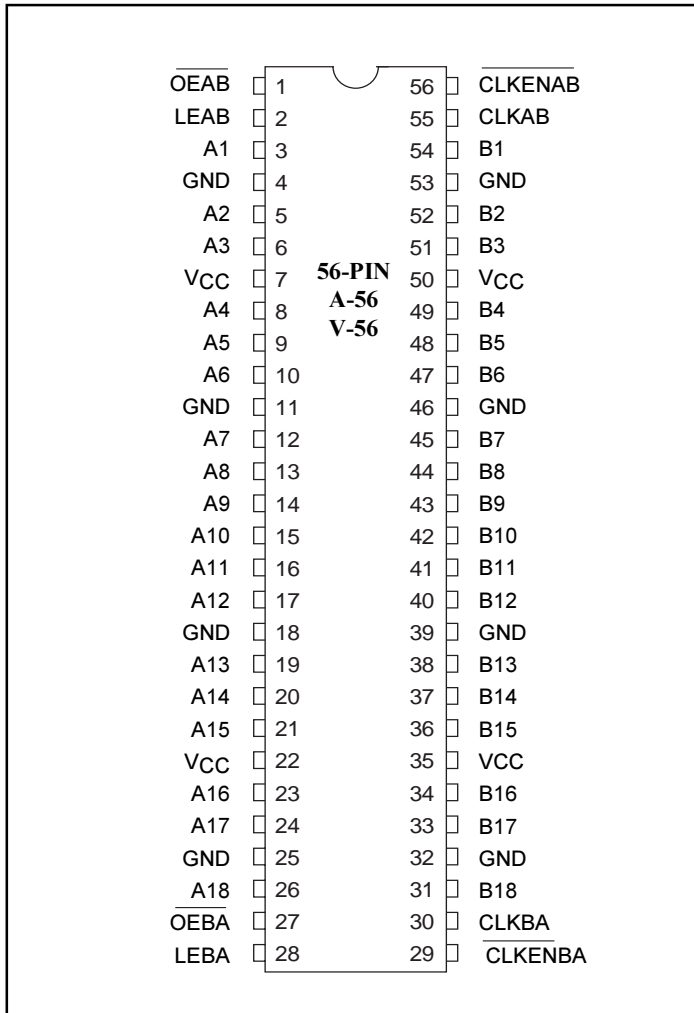 OEAB 1 56 CLKENAB
LEAB 2 55 CLKAB
A1 3 54 B1
GND 4 53 GND
A2 5 52 B2
A3 6 51 B3
VCC 7 56-PIN 50 VCC
A4 8 A-56 49 B4
A5 9 V-56 48 B5
A6 10 47 B6
GND 11 46 GND
A7 12 45 B7
A8 13 44 B8
A9 14 43 B9
A10 15 42 B10
A11 16 41 B11
A12 17 40 B12
GND 18 39 GND
A13 19 38 B13
A14 20 37 B14
A15 21 36 B15
VCC 22 35 VCC
A16 23 34 B16
A17 24 33 B17
GND 25 32 GND
A18 26 31 B18
OEBA 27 30 CLKBA
LEBA 28 29 CLKENBA